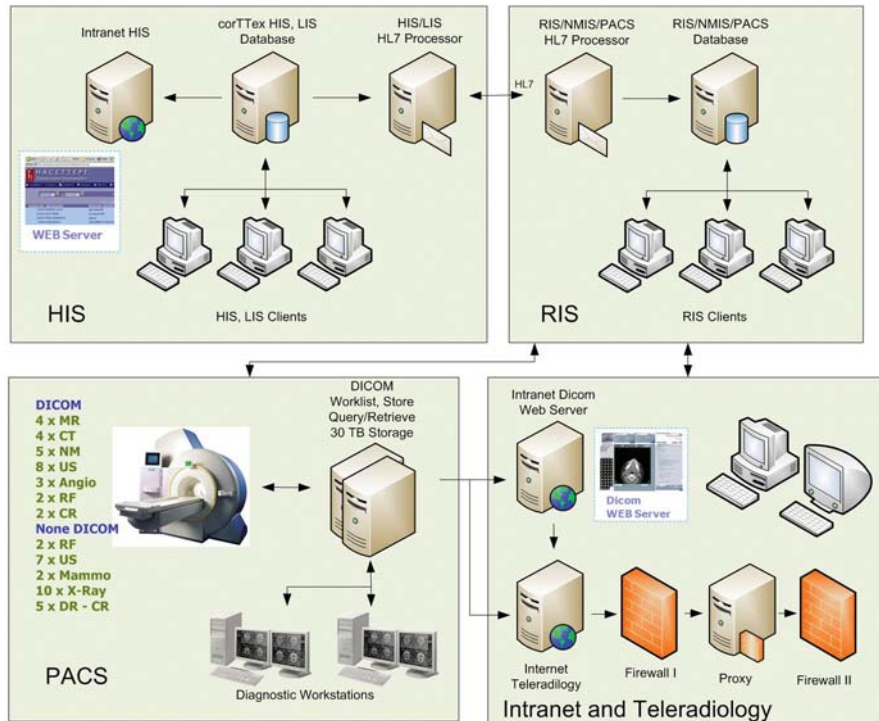 Intranet HIS
corTTex HIS, LIS
Database
HIS/LIS
HL7 Processor
HACETTEPE
WEB Server
HIS
HIS, LIS Clients
HL7
RIS/NMIS/PACS
HL7 Processor
RIS/NMIS/PACS
Database
RIS
RIS Clients
DICOM
4 x MR
4 x CT
5 x NM
8 x US
3 x Angio
2 x RF
2 x CR
None DICOM
2 x RF
7 x US
2 x Mammo
10 x X-Ray
5 x DR - CR
DICOM
Worklist, Store
Query/Retrieve
30 TB Storage
PACS
Diagnostic Workstations
Intranet Dicom
Web Server
Dicom
WEB Server
Internet
Teleradilogy
Firewall I
Proxy
Firewall II
Intranet and Teleradiology